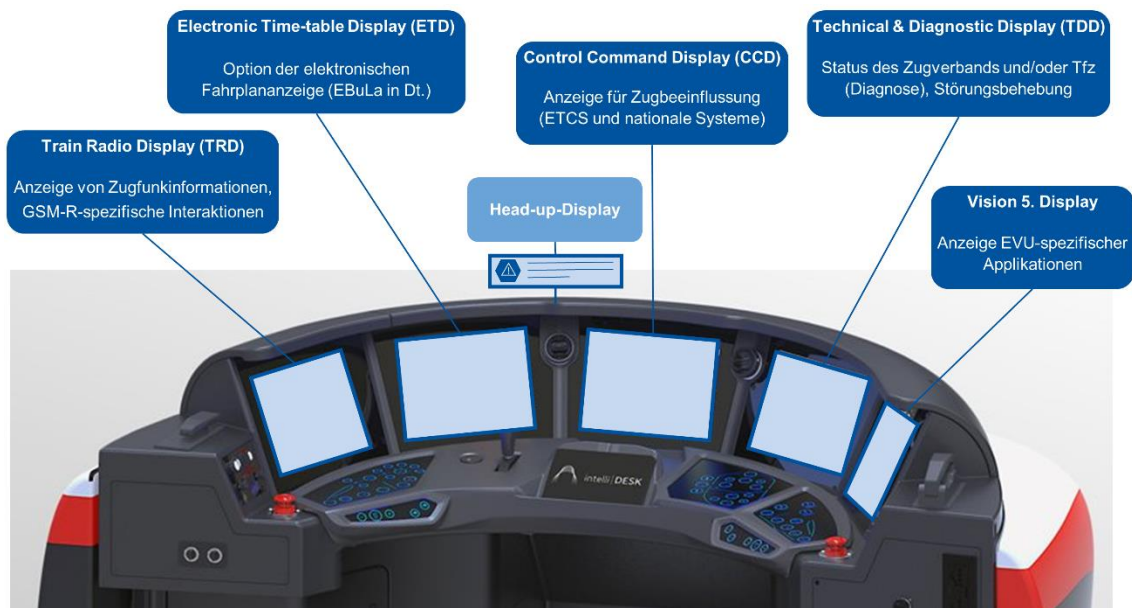 Electronic Time-table Display (ETD)
Option der elektronischen
Fahrplananzeige (EBuLa in Dt.)
Control Command Display (CCD)
Anzeige für Zugbeeinflussung
(ETCS und nationale Systeme)
Technical & Diagnostic Display (TDD)
Status des Zugverbands und/oder Tfz
(Diagnose), Störungsbehebung
Train Radio Display (TRD)
Anzeige von Zugfunkinformationen,
GSM-R-spezifische Interaktionen
Head-up-Display
Vision 5. Display
Anzeige EVU-spezifischer
Applikationen
intelli|DESK